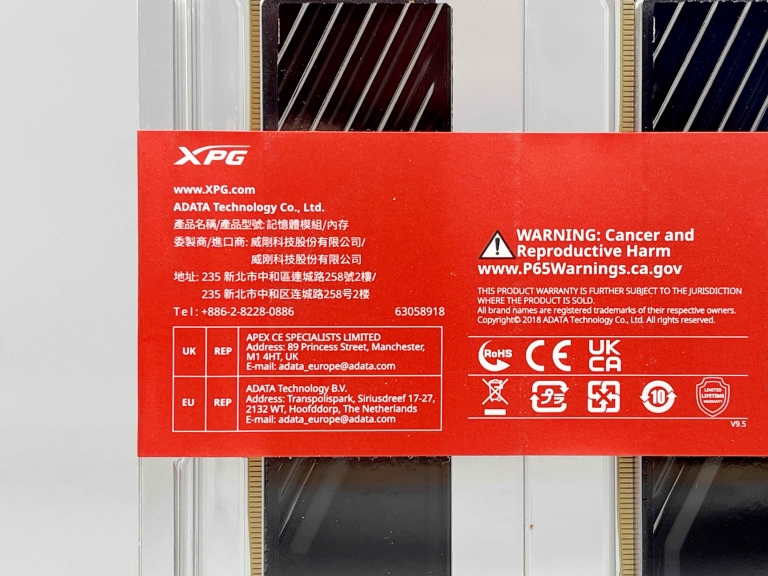 XPG
www.XPG.com
ADATA Technology Co., Ltd.
產品名稱/產品型號: 記憶體模組/內存
委製商/進口商: 威剛科技股份有限公司/
威剛科技股份有限公司
地址: 235 新北市中和區連城路258號2樓/
235 新北市中和区连城路258号2楼
Tel: +886-2-8228-0886 63058918
UK REP
APEX CE SPECIALISTS LIMITED
Address: 89 Princess Street, Manchester,
M1 4HT, UK
E-mail: adata_europe@adata.com
EU REP
ADATA Technology B.V.
Address: Transpolispark, Siriusdreef 17-27,
2132 WT, Hoofddorp, The Netherlands
E-mail: adata_europe@adata.com
WARNING: Cancer and
Reproductive Harm
www.P65Warnings.ca.gov
THIS PRODUCT WARRANTY IS FURTHER SUBJECT TO THE JURISDICTION
WHERE THE PRODUCT IS SOLD.
All brand names are registered trademarks of their respective owners.
Copyright© 2018 ADATA Technology Co., Ltd. All rights reserved.
RoHS CE UK
CA
プラ 10 LIMITED
LIFETIME
WARRANTY
V9.5